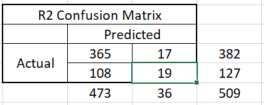 R2 Confusion Matrix
Predicted
Actual
365 17 382
108 19 127
473 36 509